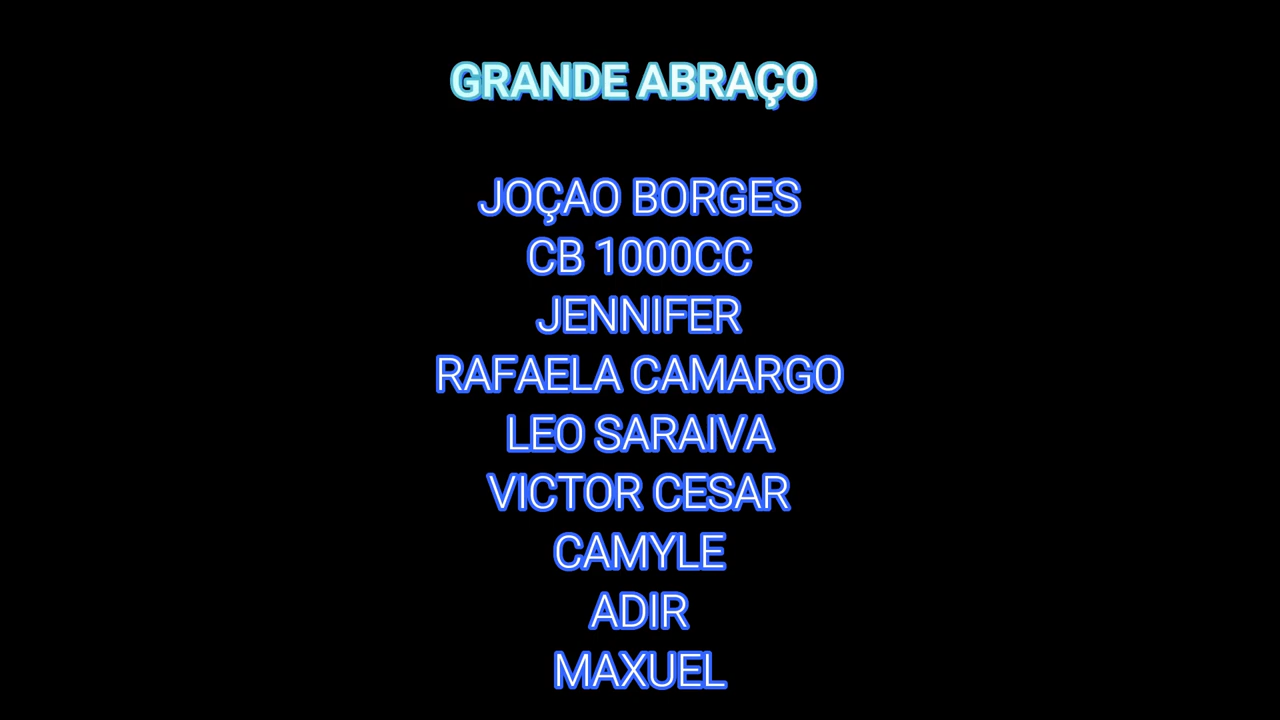 GRANDE ABRAÇO
JOÇAO BORGES
CB 1000CC
JENNIFER
RAFAELA CAMARGO
LEO SARAIVA
VICTOR CESAR
CAMYLE
ADIR
MAXUEL